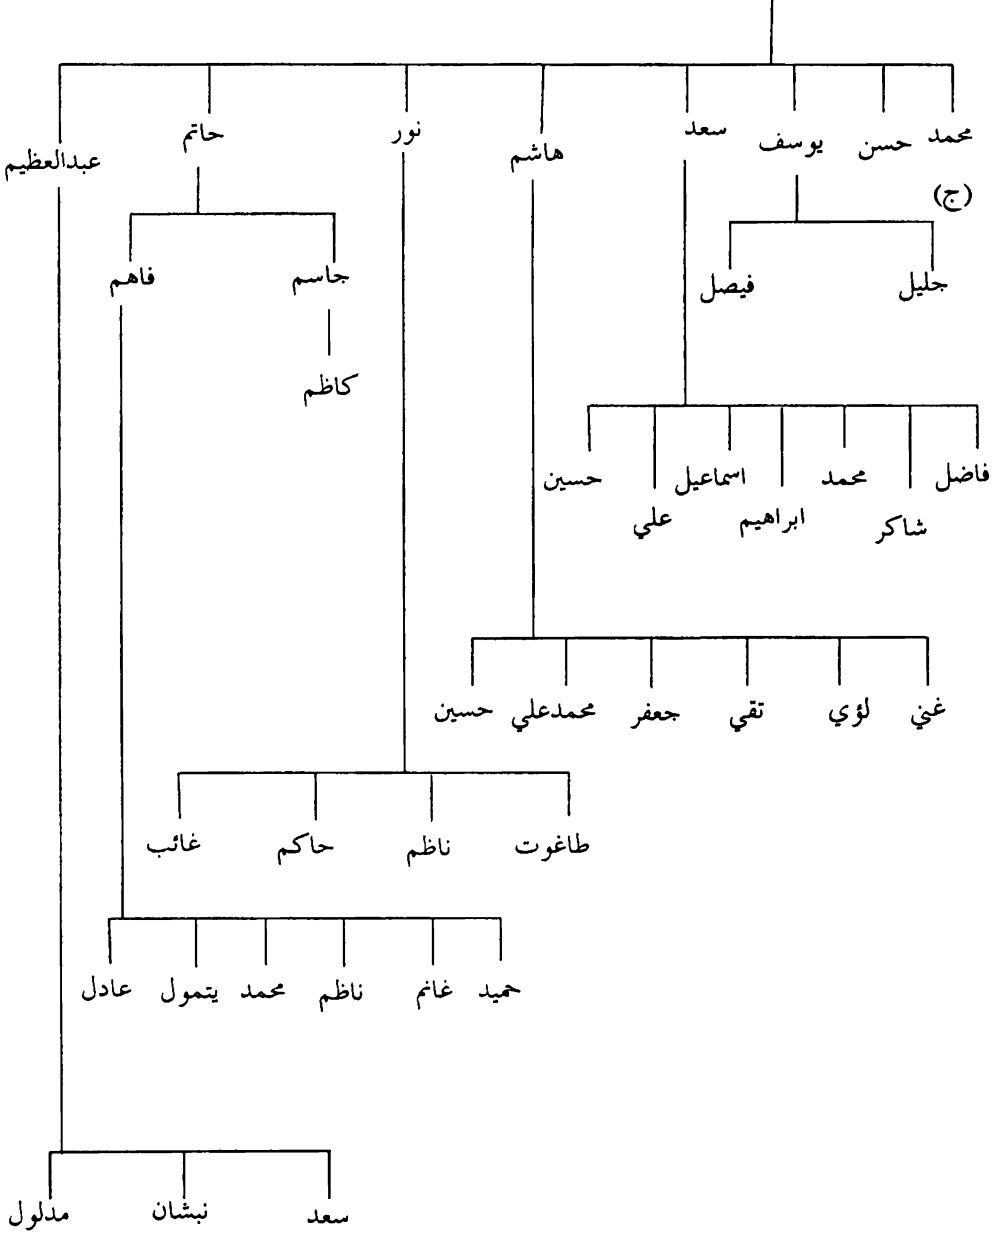 محمد حسن يوسف سعد هاشم نور حاتم عبدالعظيم
(ج)
جليل فيصل
جاسم فاهم
كاظم
فاضل شاكر محمد ابراهيم اسماعيل علي حسين
غني لؤي تقي جعفر محمدعلي حسين
طاغوت ناظم حاكم غائب
حميد غانم ناظم محمد يتمول عادل
سعد نبشان مدلول